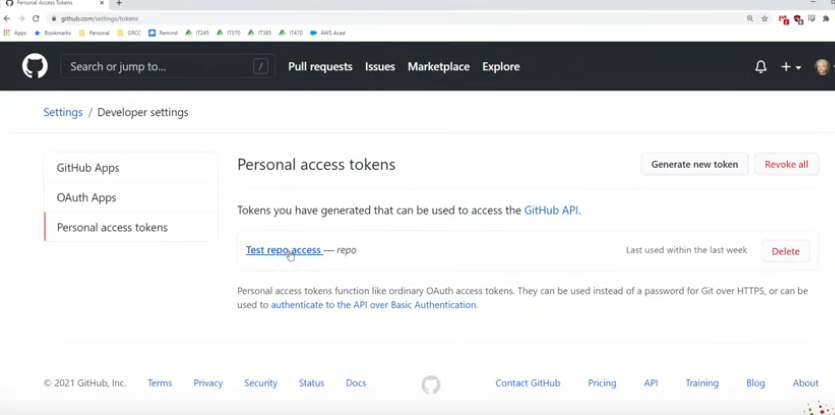 Personal Access Tokens
github.com/settings/tokens
Apps Bookmarks Personal GRCC Remind IT245 IT370 IT385 IT470 AWS Acad
Search or jump to... / Pull requests Issues Marketplace Explore
Settings / Developer settings
GitHub Apps
OAuth Apps
Personal access tokens
Personal access tokens Generate new token Revoke all
Tokens you have generated that can be used to access the GitHub API.
Test repo access — repo Last used within the last week Delete
Personal access tokens function like ordinary OAuth access tokens. They can be used instead of a password for Git over HTTPS, or can be
used to authenticate to the API over Basic Authentication.
© 2021 GitHub, Inc. Terms Privacy Security Status Docs Contact GitHub Pricing API Training Blog About